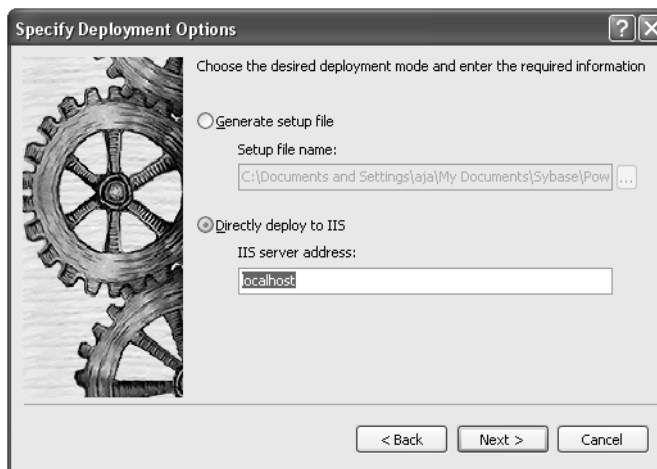 Specify Deployment Options
Choose the desired deployment mode and enter the required information
Generate setup file
Setup file name:
C:\Documents and Settings\aja\My Documents\Sybase\Pow ...
Directly deploy to IIS
IIS server address:
localhost
< Back Next > Cancel